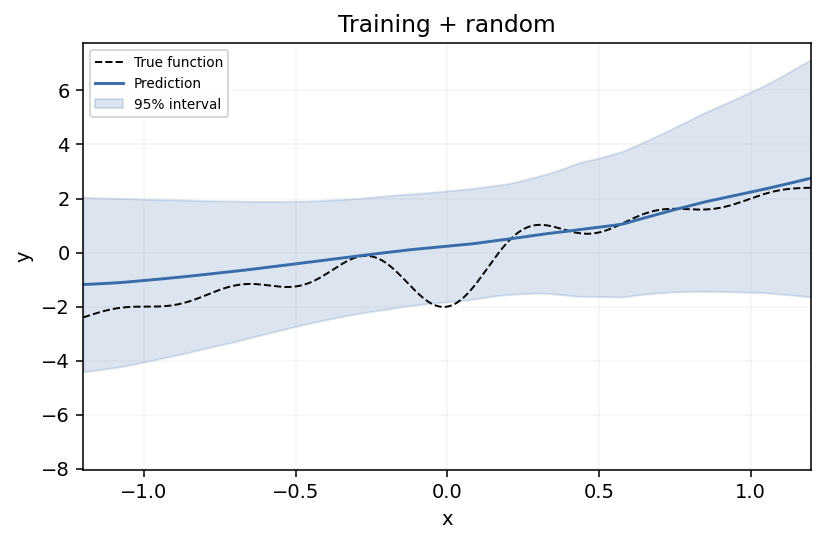 Training + random
True function
Prediction
95% interval
y
6
4
2
0
−2
−4
−6
−8
−1.0
−0.5
0.0
0.5
1.0
x